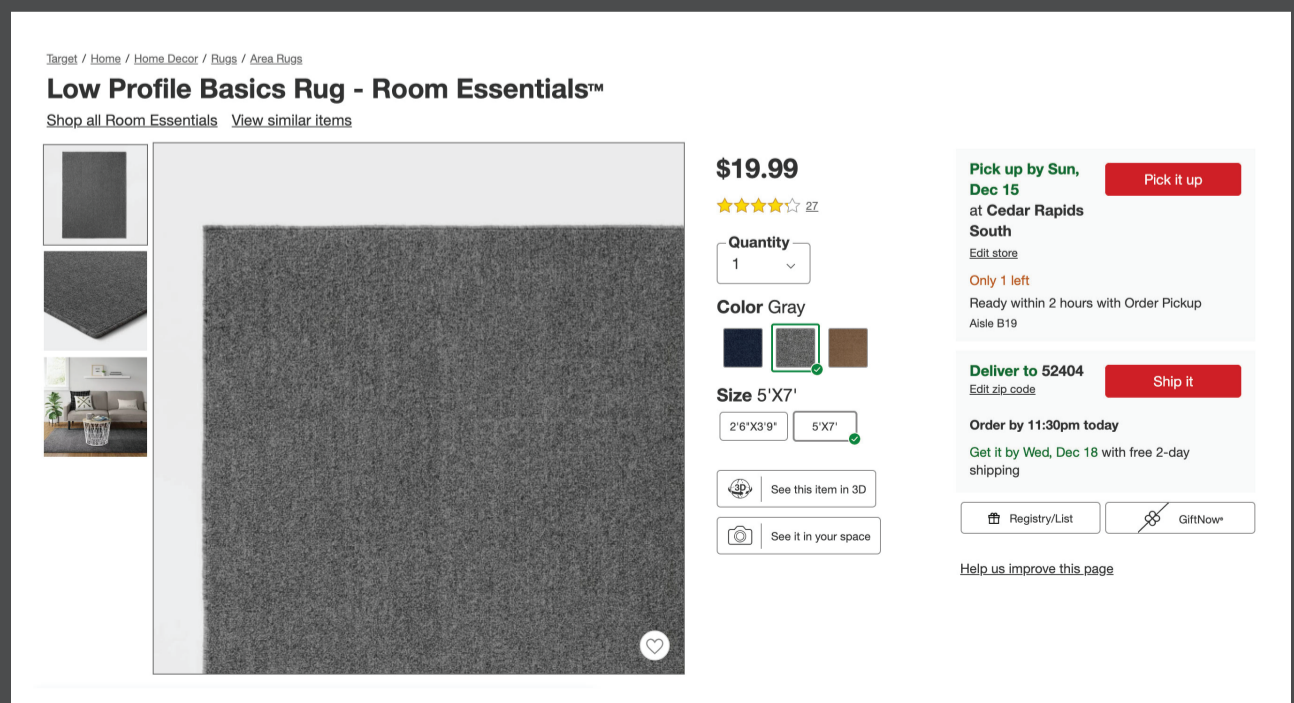 Target / Home / Home Decor / Rugs / Area Rugs
Low Profile Basics Rug - Room Essentials™
Shop all Room Essentials View similar items
$19.99
27
Quantity
1
Color Gray
Size 5'X7'
2'6"X3'9" 5'X7'
3D See this item in 3D
See it in your space
Pick up by Sun,
Dec 15
at Cedar Rapids
South
Edit store
Pick it up
Only 1 left
Ready within 2 hours with Order Pickup
Aisle B19
Deliver to 52404
Edit zip code
Ship it
Order by 11:30pm today
Get it by Wed, Dec 18 with free 2-day
shipping
Registry/List
GiftNow®
Help us improve this page